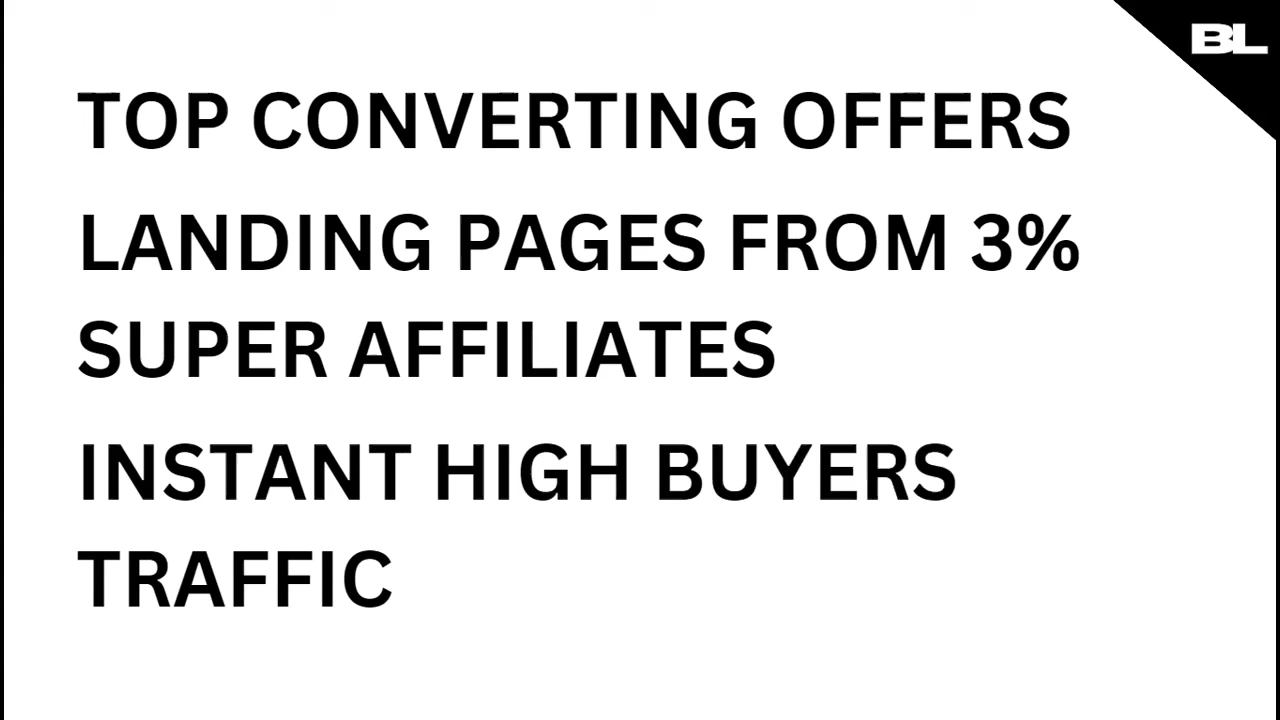 BL
TOP CONVERTING OFFERS
LANDING PAGES FROM 3%
SUPER AFFILIATES
INSTANT HIGH BUYERS
TRAFFIC